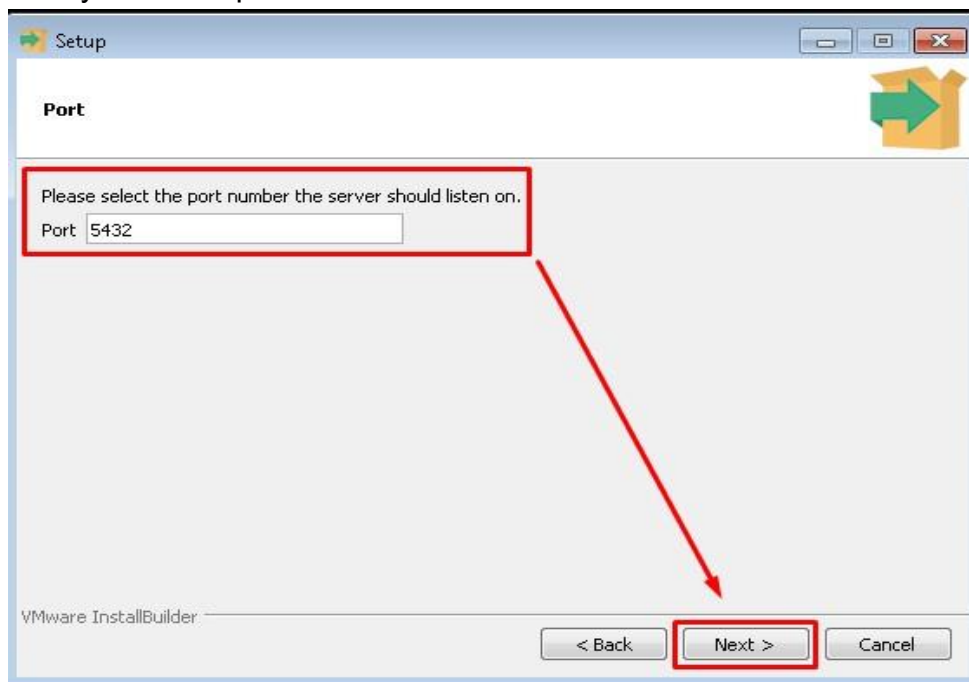 Setup
Port
Please select the port number the server should listen on.
Port 5432
VMware InstallBuilder
< Back Next > Cancel